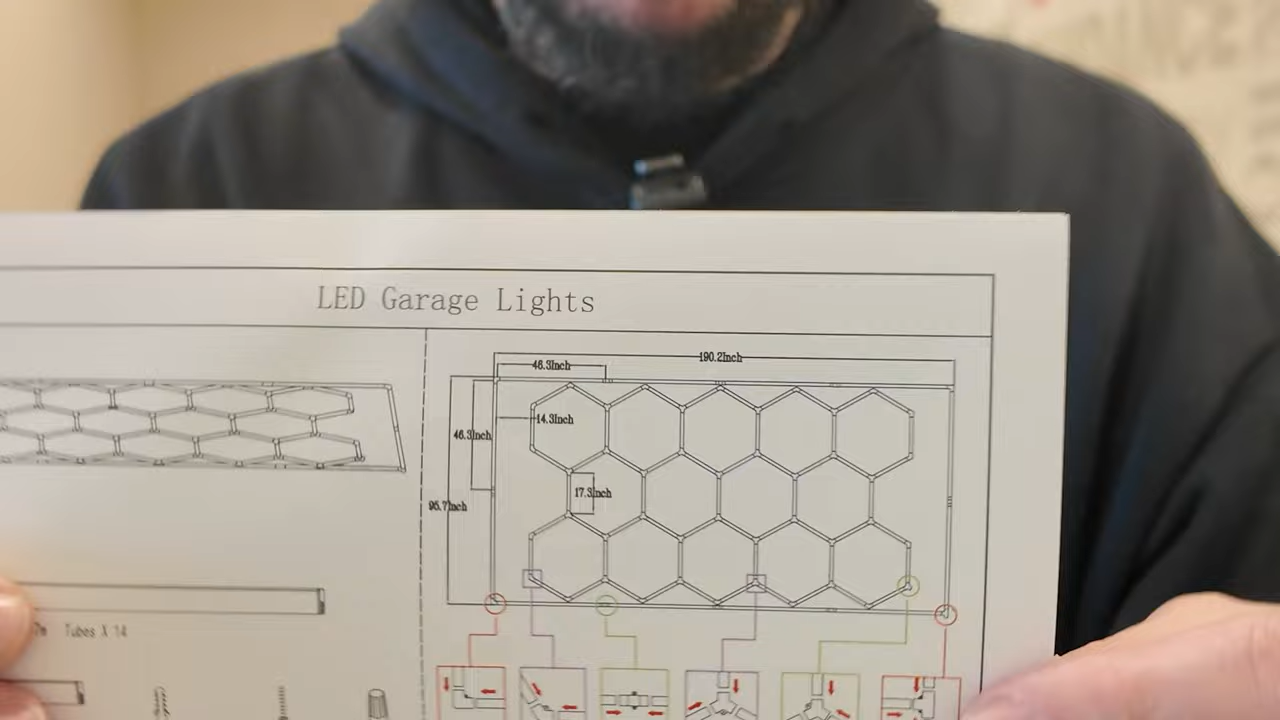 LED Garage Lights
190.2Inch
46.3Inch
14.3Inch
46.3Inch
17.3Inch
95.7Inch
Tubes X 14